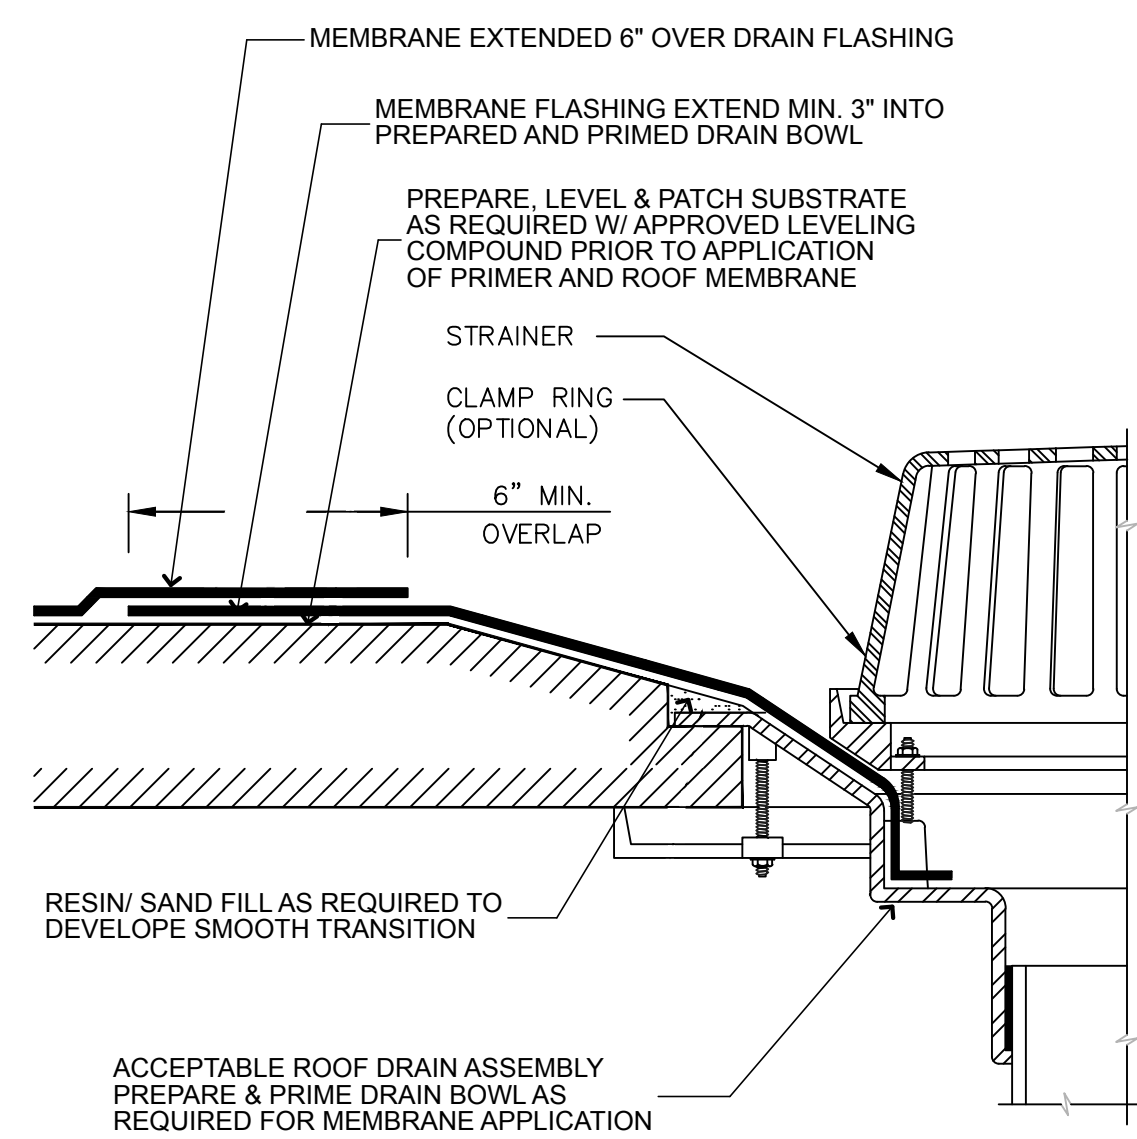 MEMBRANE EXTENDED 6" OVER DRAIN FLASHING
MEMBRANE FLASHING EXTEND MIN. 3" INTO
PREPARED AND PRIMED DRAIN BOWL
PREPARE, LEVEL & PATCH SUBSTRATE
AS REQUIRED W/ APPROVED LEVELING
COMPOUND PRIOR TO APPLICATION
OF PRIMER AND ROOF MEMBRANE
STRAINER
CLAMP RING
(OPTIONAL)
6” MIN.
OVERLAP
RESIN/ SAND FILL AS REQUIRED TO
DEVELOPE SMOOTH TRANSITION
ACCEPTABLE ROOF DRAIN ASSEMBLY
PREPARE & PRIME DRAIN BOWL AS
REQUIRED FOR MEMBRANE APPLICATION